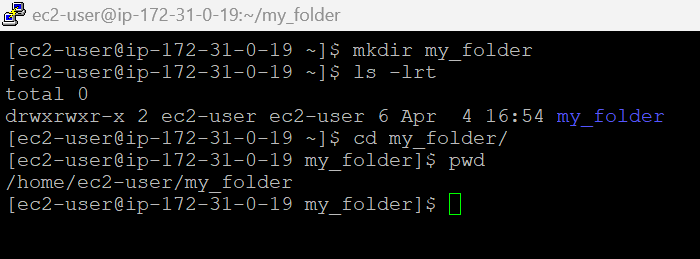 ec2-user@ip-172-31-0-19:~/my_folder
[ec2-user@ip-172-31-0-19 ~]$ mkdir my_folder
[ec2-user@ip-172-31-0-19 ~]$ ls -lrt
total 0
drwxrwxr-x 2 ec2-user ec2-user 6 Apr  4 16:54 my_folder
[ec2-user@ip-172-31-0-19 ~]$ cd my_folder/
[ec2-user@ip-172-31-0-19 my_folder]$ pwd
/home/ec2-user/my_folder
[ec2-user@ip-172-31-0-19 my_folder]$